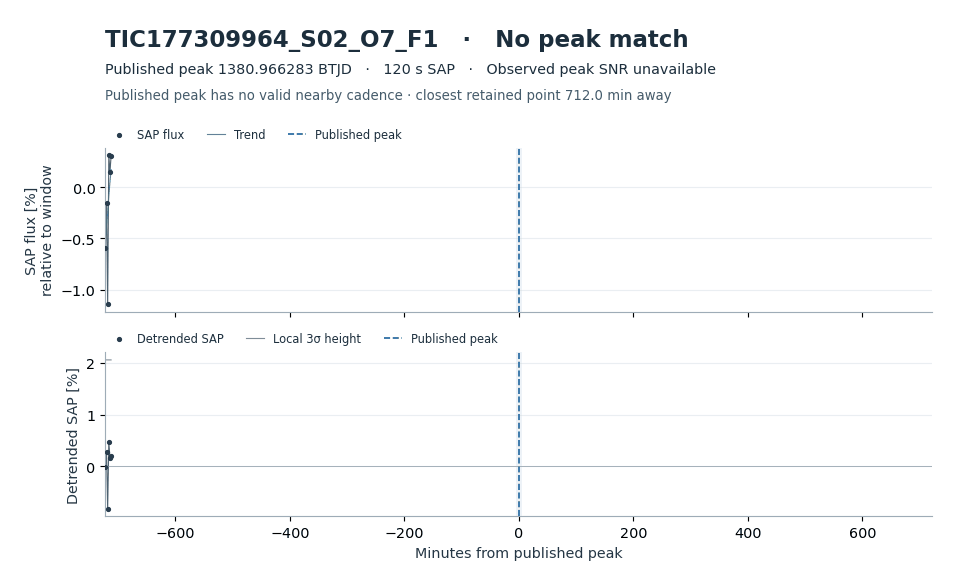 TIC177309964_S02_O7_F1 · No peak match
Published peak 1380.966283 BTJD · 120 s SAP · Observed peak SNR unavailable
Published peak has no valid nearby cadence · closest retained point 712.0 min away
SAP flux Trend Published peak
SAP flux [%]
relative to window
0.0
−0.5
−1.0
Detrended SAP Local 3σ height Published peak
Detrended SAP [%]
2
1
0
−600 −400 −200 0 200 400 600
Minutes from published peak